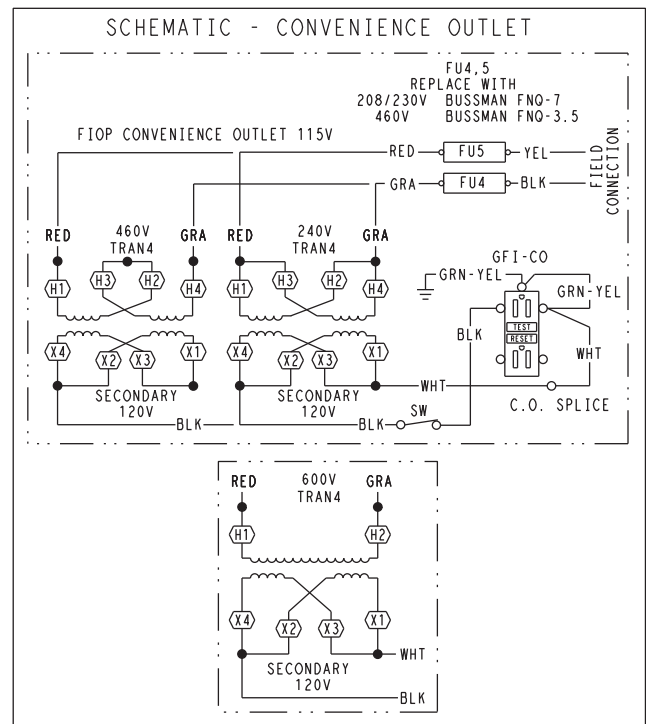 SCHEMATIC - CONVENIENCE OUTLET
FU4,5
REPLACE WITH
208/230V BUSSMAN FNQ-7
460V BUSSMAN FNQ-3.5
FIOP CONVENIENCE OUTLET 115V
RED FU5 YEL
GRA FU4 BLK
FIELD
CONNECTION
RED 460V GRA RED 240V GRA
TRAN4 TRAN4
H1 H3 H2 H4 H1 H3 H2 H4
GFI-CO
GRN-YEL
GRN-YEL
BLK
TEST
RESET
WHT
X4 X2 X3 X1 X4 X2 X3 X1
SECONDARY SECONDARY WHT
120V 120V
C.O. SPLICE
BLK BLK SW
RED 600V GRA
TRAN4
H1 H2
X4 X2 X3 X1
WHT
SECONDARY
120V
BLK